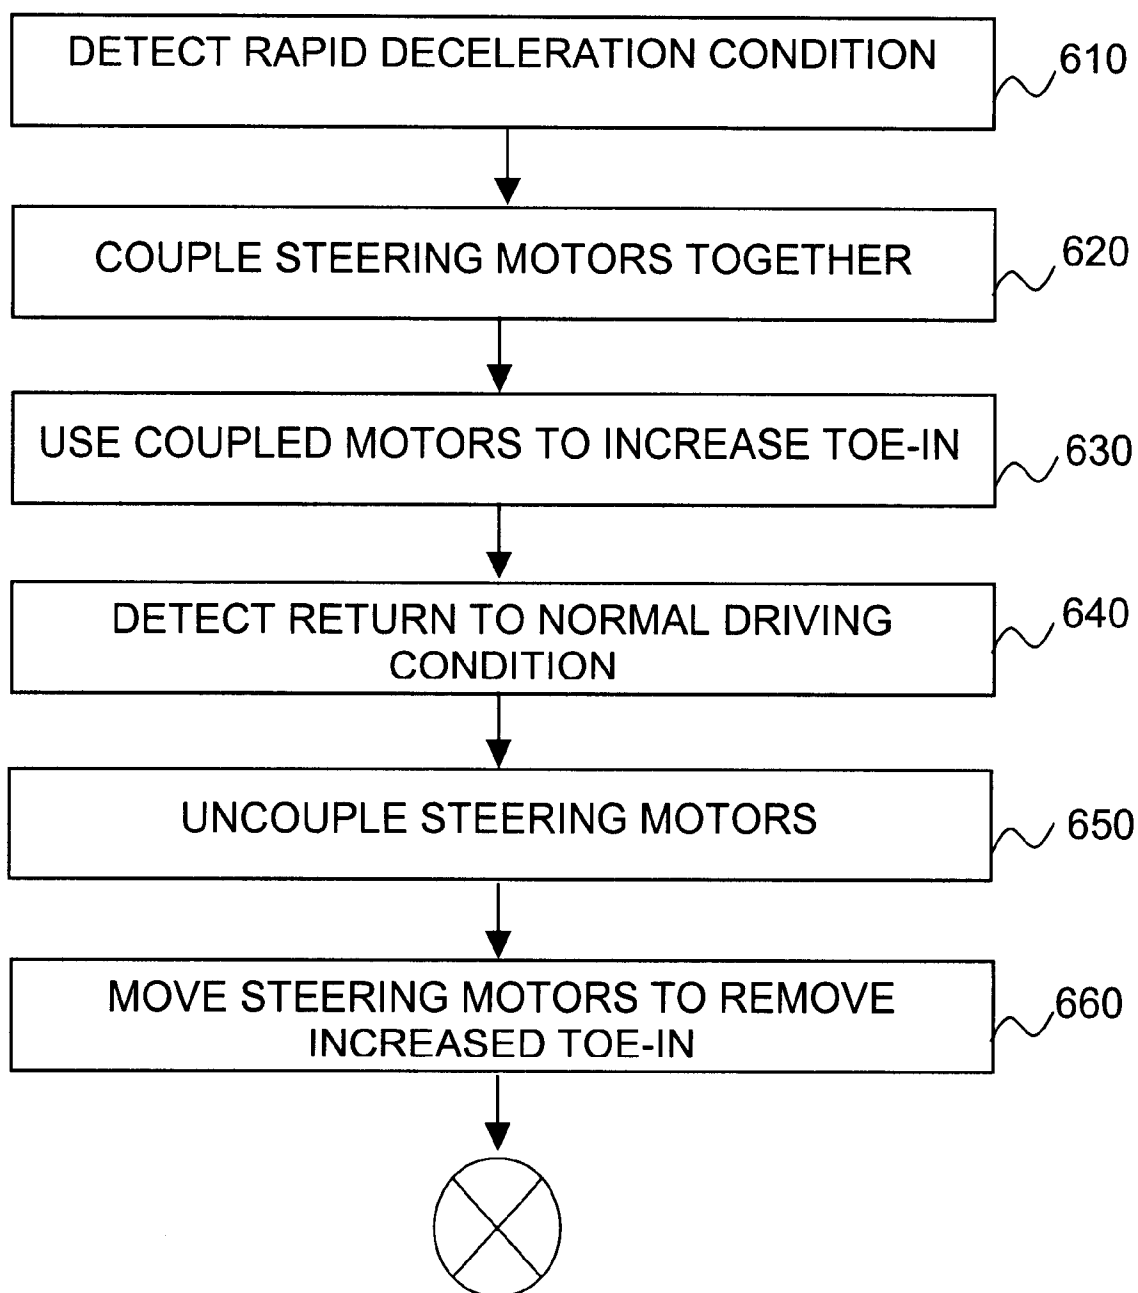 DETECT RAPID DECELERATION CONDITION
610
COUPLE STEERING MOTORS TOGETHER
620
USE COUPLED MOTORS TO INCREASE TOE-IN
630
DETECT RETURN TO NORMAL DRIVING
CONDITION
640
UNCOUPLE STEERING MOTORS
650
MOVE STEERING MOTORS TO REMOVE
INCREASED TOE-IN
660